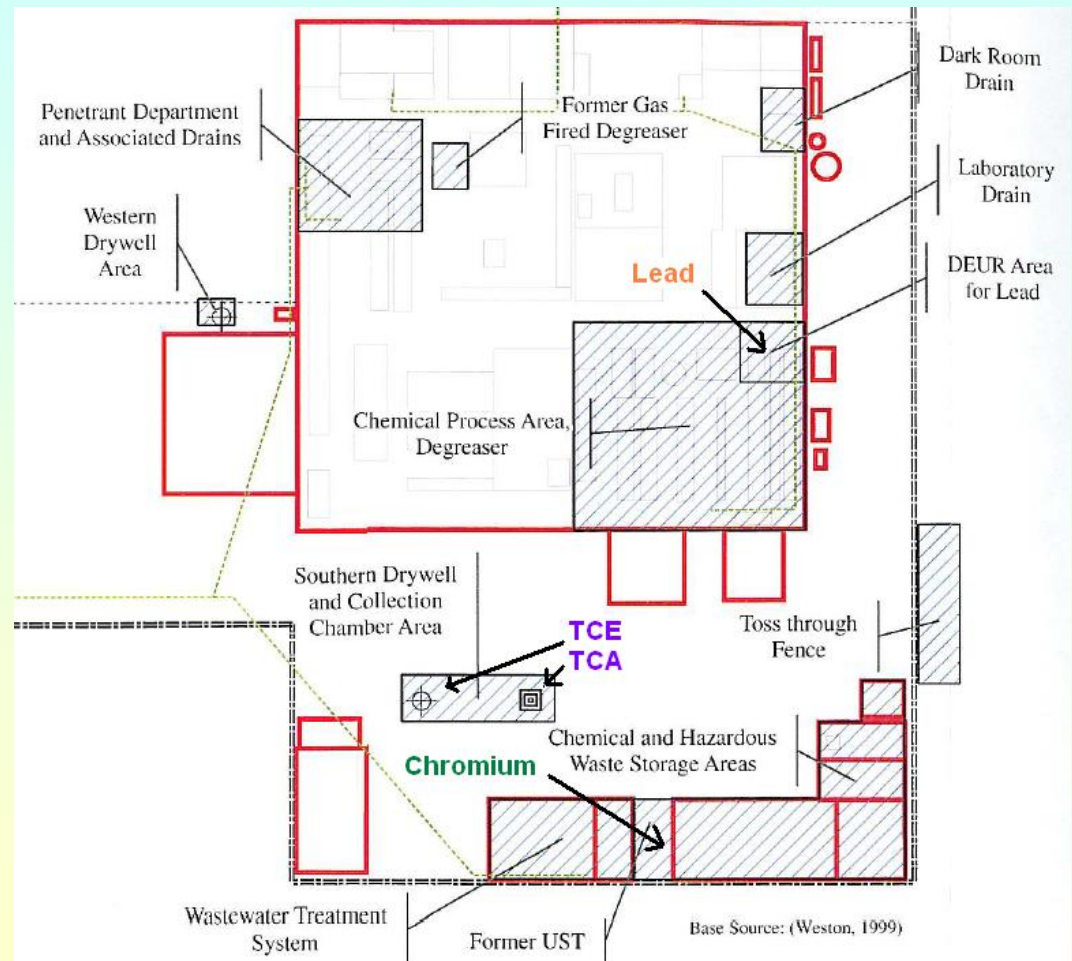 Dark Room
Drain
Former Gas
Fired Degreaser
Penetrant Department
and Associated Drains
Laboratory
Drain
Western
Drywell
Area
DEUR Area
for Lead
Lead
Chemical Process Area,
Degreaser
Southern Drywell
and Collection
Chamber Area
TCE
TCA
Toss through
Fence
Chemical and Hazardous
Waste Storage Areas
Chromium
Wastewater Treatment
System
Former UST
Base Source: (Weston, 1999)